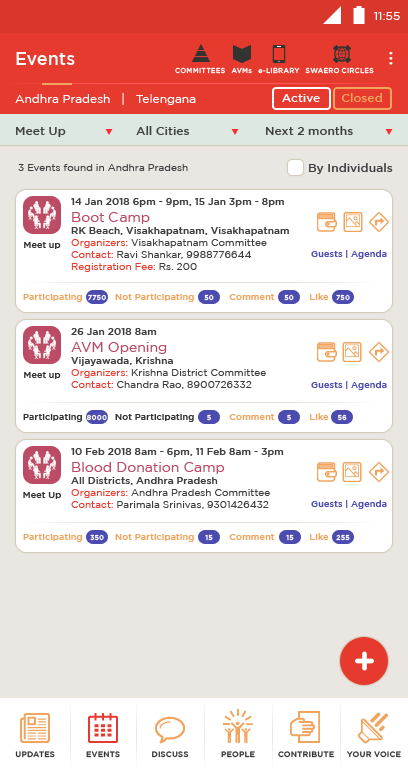 11:55
Events
COMMITTEES AVMs e-LIBRARY SWAERO CIRCLES
Andhra Pradesh | Telengana Active Closed
Meet Up All Cities Next 2 months
3 Events found in Andhra Pradesh By Individuals
14 Jan 2018 6pm - 9pm, 15 Jan 3pm - 8pm
Boot Camp
RK Beach, Visakhapatnam, Visakhapatnam
Meet up
Organizers: Visakhapatnam Committee
Contact: Ravi Shankar, 9988776644
Guests | Agenda
Registration Fee: Rs. 200
Participating 7750 Not Participating 50 Comment 50 Like 750
26 Jan 2018 8am
AVM Opening
Vijayawada, Krishna
Meet up
Organizers: Krishna District Committee
Contact: Chandra Rao, 8900726332
Guests | Agenda
Participating 8000 Not Participating 5 Comment 5 Like 56
10 Feb 2018 8am - 6pm, 11 Feb 8am - 3pm
Blood Donation Camp
All Districts, Andhra Pradesh
Meet Up
Organizers: Andhra Pradesh Committee
Contact: Parimala Srinivas, 9301426432
Guests | Agenda
Participating 350 Not Participating 15 Comment 15 Like 255
UPDATES EVENTS DISCUSS PEOPLE CONTRIBUTE YOUR VOICE